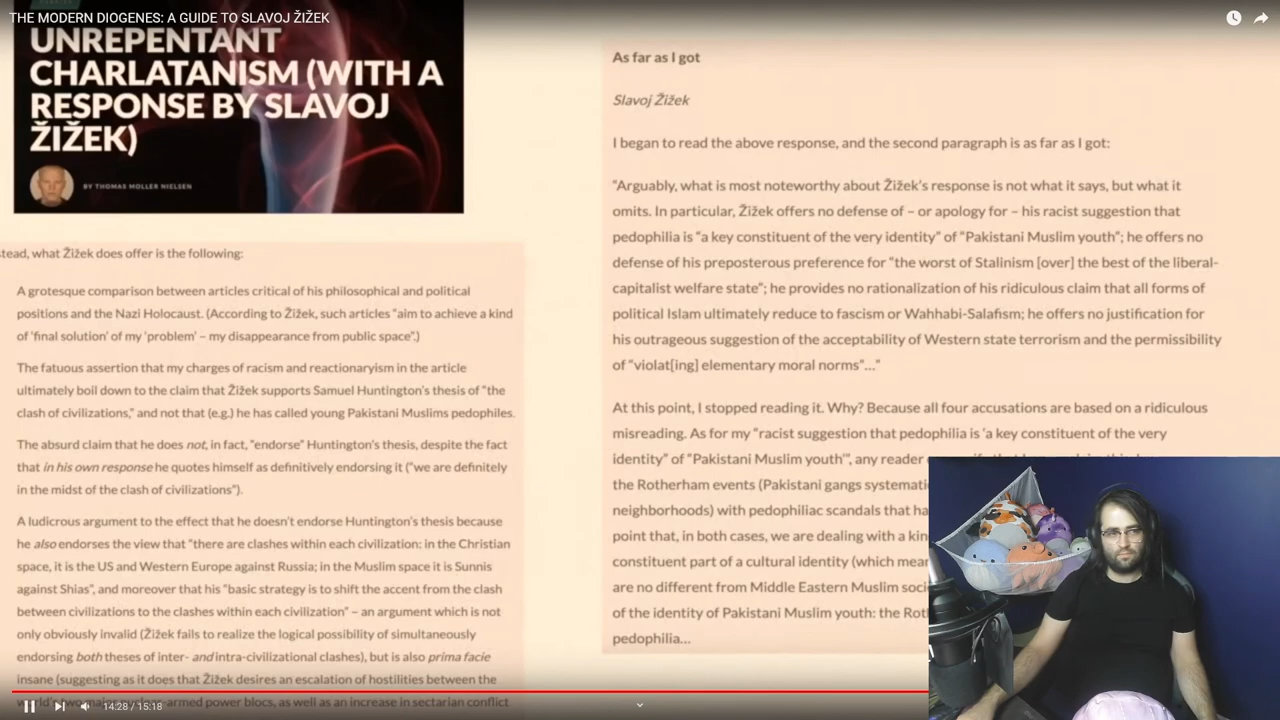 THE MODERN DIOGENES: A GUIDE TO SLAVOJ ŽIŽEK
UNREPENTANT
CHARLATANISM (WITH A
RESPONSE BY SLAVOJ
ŽIŽEK)
BY THOMAS MOLLER NIELSEN
stead, what Žižek does offer is the following:
A grotesque comparison between articles critical of his philosophical and political
positions and the Nazi Holocaust. (According to Žižek, such articles “aim to achieve a kind
of ‘final solution’ of my ‘problem’ – my disappearance from public space”.)
The fatuous assertion that my charges of racism and reactionaryism in the article
ultimately boil down to the claim that Žižek supports Samuel Huntington’s thesis of “the
clash of civilizations,” and not that (e.g.) he has called young Pakistani Muslims pedophiles.
The absurd claim that he does not, in fact, “endorse” Huntington’s thesis, despite the fact
that in his own response he quotes himself as definitively endorsing it (“we are definitely
in the midst of the clash of civilizations”).
A ludicrous argument to the effect that he doesn’t endorse Huntington’s thesis because
he also endorses the view that “there are clashes within each civilization: in the Christian
space, it is the US and Western Europe against Russia; in the Muslim space it is Sunnis
against Shias”, and moreover that his “basic strategy is to shift the accent from the clash
between civilizations to the clashes within each civilization” – an argument which is not
only obviously invalid (Žižek fails to realize the logical possibility of simultaneously
endorsing both theses of inter- and intra-civilizational clashes), but is also prima facie
insane (suggesting as it does that Žižek desires an escalation of hostilities between the
world’s two major nuclear-armed power blocs, as well as an increase in sectarian conflict
As far as I got
Slavoj Žižek
I began to read the above response, and the second paragraph is as far as I got:
“Arguably, what is most noteworthy about Žižek’s response is not what it says, but what it
omits. In particular, Žižek offers no defense of – or apology for – his racist suggestion that
pedophilia is “a key constituent of the very identity” of “Pakistani Muslim youth”; he offers no
defense of his preposterous preference for “the worst of Stalinism [over] the best of the liberal-
capitalist welfare state”; he provides no rationalization of his ridiculous claim that all forms of
political Islam ultimately reduce to fascism or Wahhabi-Salafism; he offers no justification for
his outrageous suggestion of the acceptability of Western state terrorism and the permissibility
of “violat[ing] elementary moral norms”…”
At this point, I stopped reading it. Why? Because all four accusations are based on a ridiculous
misreading. As for my “racist suggestion that pedophilia is ‘a key constituent of the very
identity” of “Pakistani Muslim youth’”, any reader
the Rotherham events (Pakistani gangs systemati
neighborhoods) with pedophiliac scandals that ha
point that, in both cases, we are dealing with a kin
constituent part of a cultural identity (which mear
are no different from Middle Eastern Muslim soci
of the identity of Pakistani Muslim youth: the Rot
pedophilia…
14:28 / 15:18